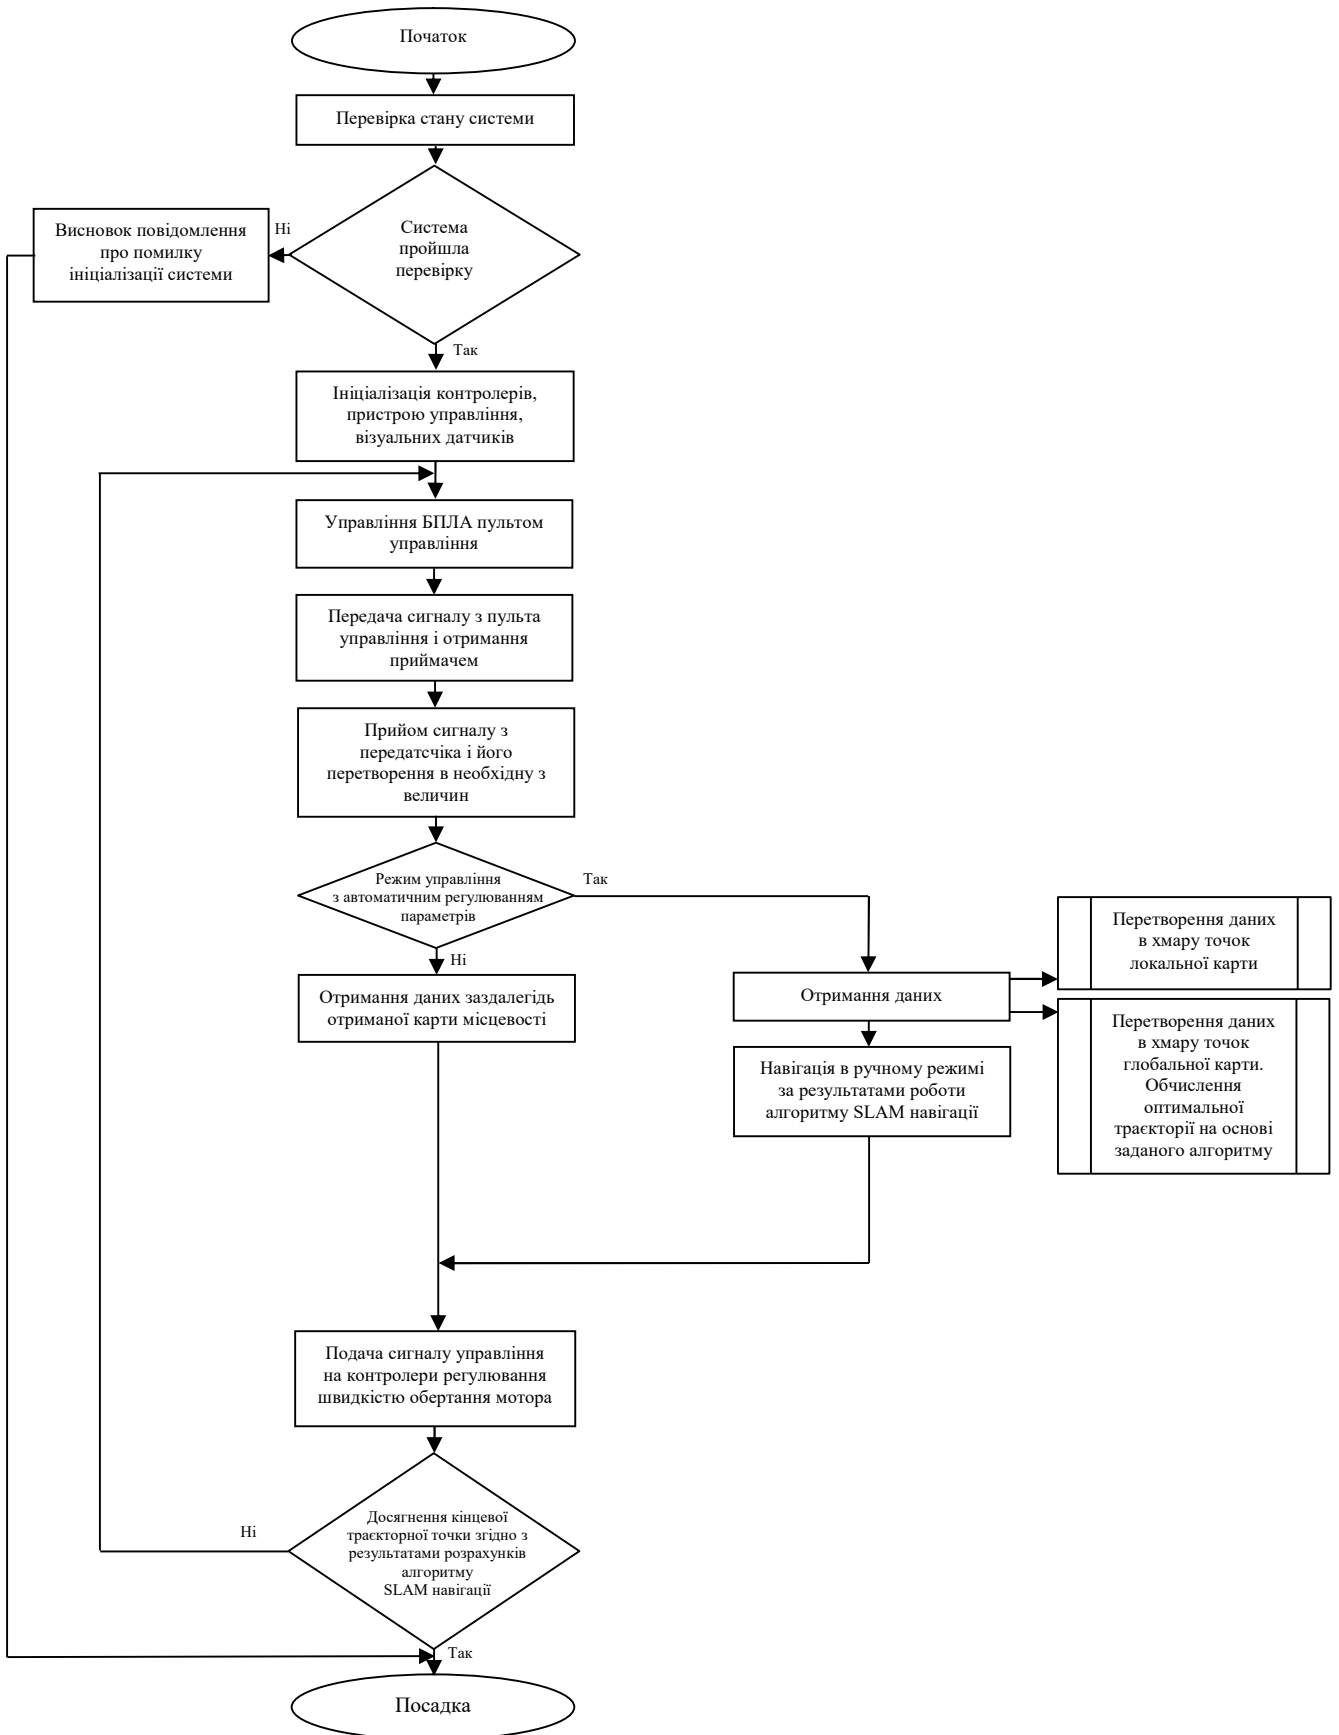 Початок
Перевірка стану системи
Система
пройшла
перевірку
Ні
Висновок повідомлення
про помилку
ініціалізації системи
Так
Ініціалізація контролерів,
пристрою управління,
візуальних датчиків
Управління БПЛА пультом
управління
Передача сигналу з пульта
управління і отримання
приймачем
Прийом сигналу з
передатсчіка і його
перетворення в необхідну з
величин
Режим управління
з автоматичним регулюванням
параметрів
Так
Ні
Отримання даних заздалегідь
отриманої карти місцевості
Отримання даних
Перетворення даних
в хмару точок
локальної карти
Перетворення даних
в хмару точок
глобальної карти.
Обчислення
оптимальної
траєкторії на основі
заданого алгоритму
Навігація в ручному режимі
за результатами роботи
алгоритму SLAM навігації
Подача сигналу управління
на контролери регулювання
швидкістю обертання мотора
Досягнення кінцевої
траєкторної точки згідно з
результатами розрахунків
алгоритму
SLAM навігації
Ні
Так
Посадка